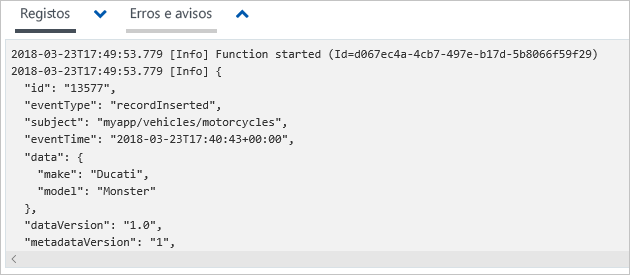 Registos Erros e avisos
2018-03-23T17:49:53.779 [Info] Function started (Id=d067ec4a-4cb7-497e-b17d-5b8066f59f29)
2018-03-23T17:49:53.779 [Info] {
  "id": "13577",
  "eventType": "recordInserted",
  "subject": "myapp/vehicles/motorcycles",
  "eventTime": "2018-03-23T17:40:43+00:00",
  "data": {
    "make": "Ducati",
    "model": "Monster"
  },
  "dataVersion": "1.0",
  "metadataVersion": "1",